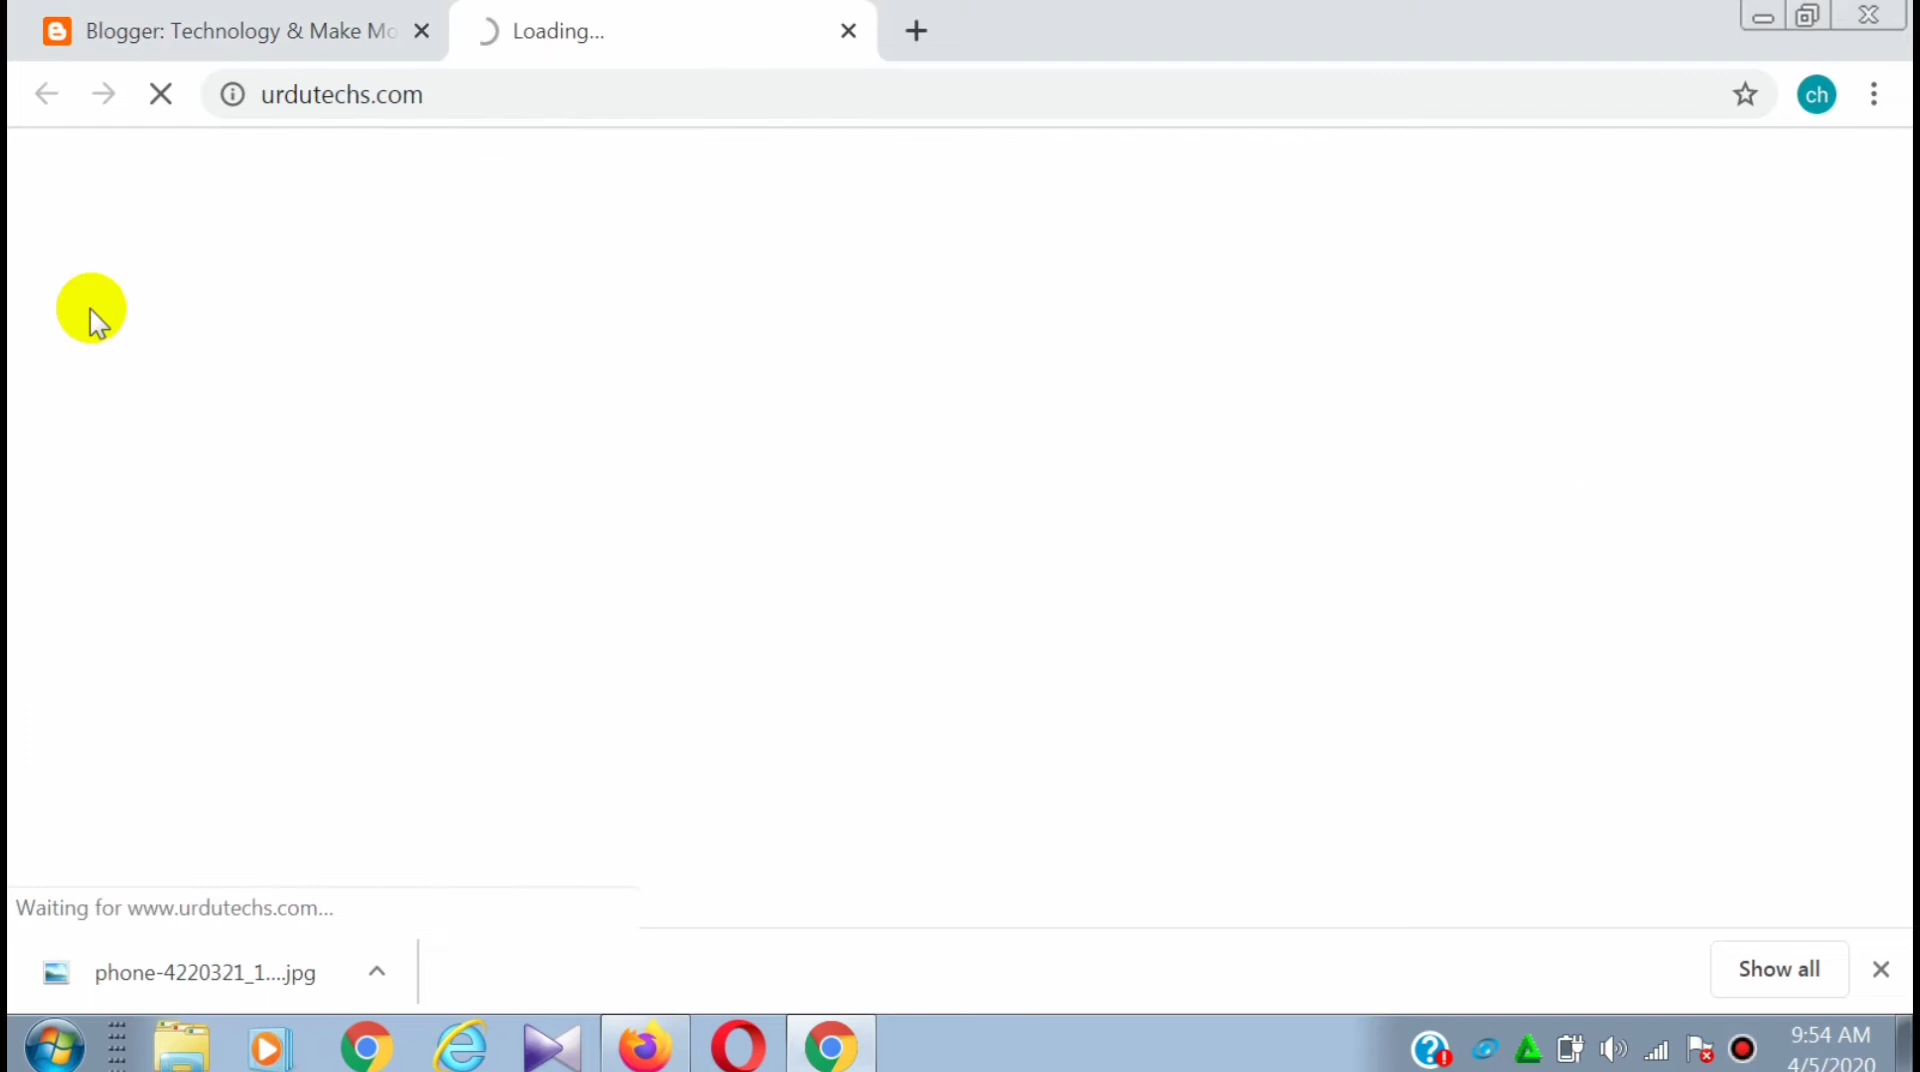 Blogger: Technology & Make Mo
Loading...
urdutechs.com
ch
Waiting for www.urdutechs.com...
phone-4220321_1....jpg
Show all
9:54 AM
4/5/2020